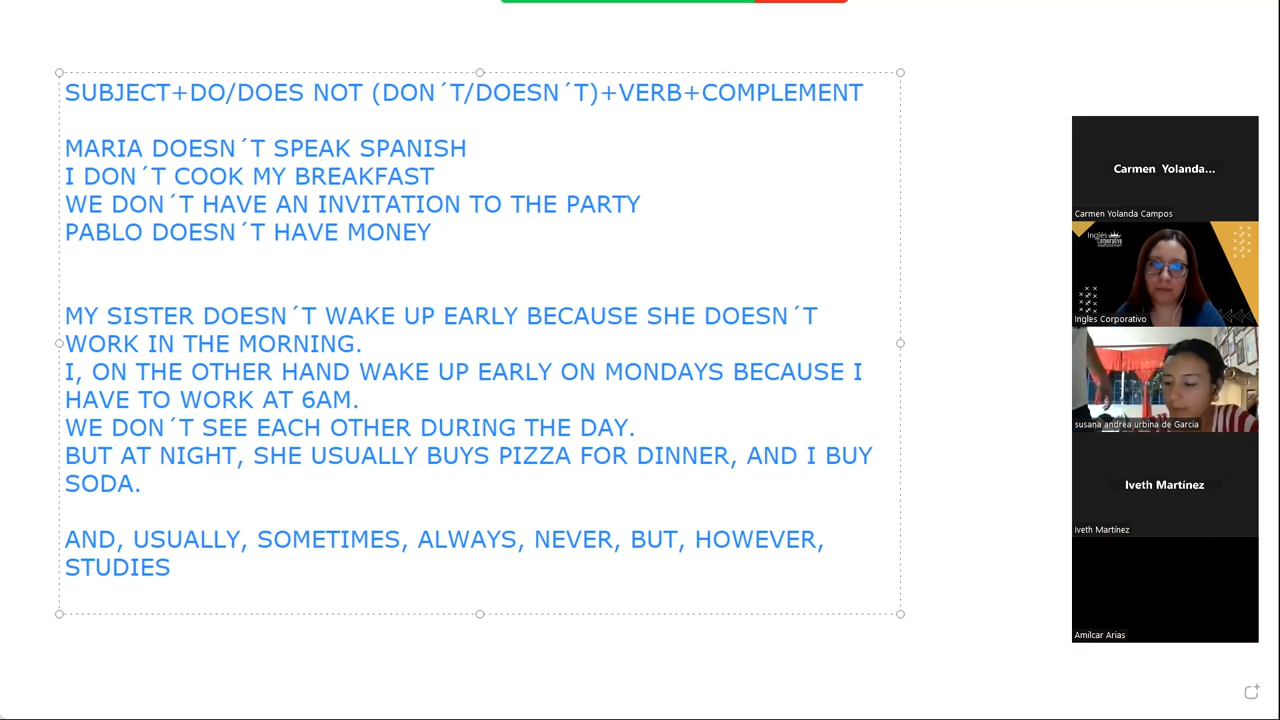 SUBJECT+DO/DOES NOT (DON´T/DOESN´T)+VERB+COMPLEMENT
MARIA DOESN´T SPEAK SPANISH
I DON´T COOK MY BREAKFAST
WE DON´T HAVE AN INVITATION TO THE PARTY
PABLO DOESN´T HAVE MONEY
MY SISTER DOESN´T WAKE UP EARLY BECAUSE SHE DOESN´T
WORK IN THE MORNING.
I, ON THE OTHER HAND WAKE UP EARLY ON MONDAYS BECAUSE I
HAVE TO WORK AT 6AM.
WE DON´T SEE EACH OTHER DURING THE DAY.
BUT AT NIGHT, SHE USUALLY BUYS PIZZA FOR DINNER, AND I BUY
SODA.
AND, USUALLY, SOMETIMES, ALWAYS, NEVER, BUT, HOWEVER,
STUDIES
Carmen Yolanda...
Carmen Yolanda Campos
Inglés
Corporativo
Ingles Corporativo
susana andrea urbina de Garcia
Iveth Martínez
Iveth Martínez
Amilcar Arias